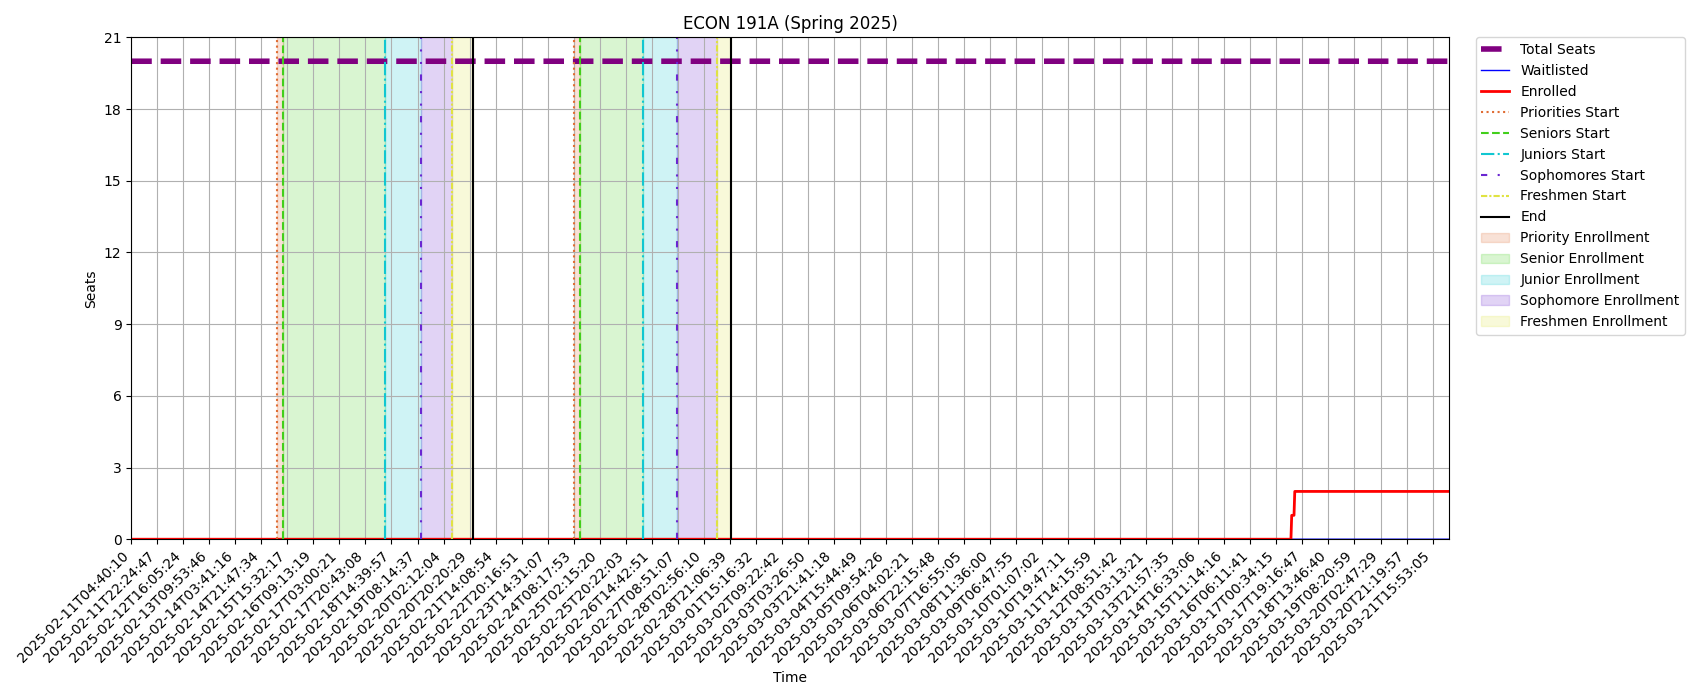 ECON 191A (Spring 2025)
21
18
15
12
9
6
3
0
Seats
2025-02-11T04:40:10
2025-02-11T22:24:47
2025-02-12T16:05:24
2025-02-13T09:53:46
2025-02-14T03:41:16
2025-02-14T21:47:34
2025-02-15T15:32:17
2025-02-16T09:13:19
2025-02-17T03:00:21
2025-02-17T20:43:08
2025-02-18T14:39:57
2025-02-19T08:14:37
2025-02-20T02:12:04
2025-02-20T20:20:29
2025-02-21T14:08:54
2025-02-22T20:16:51
2025-02-23T14:31:07
2025-02-24T08:17:53
2025-02-25T02:15:20
2025-02-25T20:22:03
2025-02-26T14:42:51
2025-02-27T08:51:07
2025-02-28T02:56:10
2025-02-28T21:06:39
2025-03-01T15:16:32
2025-03-02T09:22:42
2025-03-03T03:26:50
2025-03-03T21:41:18
2025-03-04T15:44:49
2025-03-05T09:54:26
2025-03-06T04:02:21
2025-03-06T22:15:48
2025-03-07T16:55:05
2025-03-08T11:36:00
2025-03-09T06:47:55
2025-03-10T01:07:02
2025-03-10T19:47:11
2025-03-11T14:15:59
2025-03-12T08:51:42
2025-03-13T03:13:21
2025-03-13T21:57:35
2025-03-14T16:33:06
2025-03-15T11:14:16
2025-03-16T06:11:41
2025-03-17T00:34:15
2025-03-17T19:16:47
2025-03-18T13:46:40
2025-03-19T08:20:59
2025-03-20T02:47:29
2025-03-20T21:19:57
2025-03-21T15:53:05
Time
Total Seats
Waitlisted
Enrolled
Priorities Start
Seniors Start
Juniors Start
Sophomores Start
Freshmen Start
End
Priority Enrollment
Senior Enrollment
Junior Enrollment
Sophomore Enrollment
Freshmen Enrollment